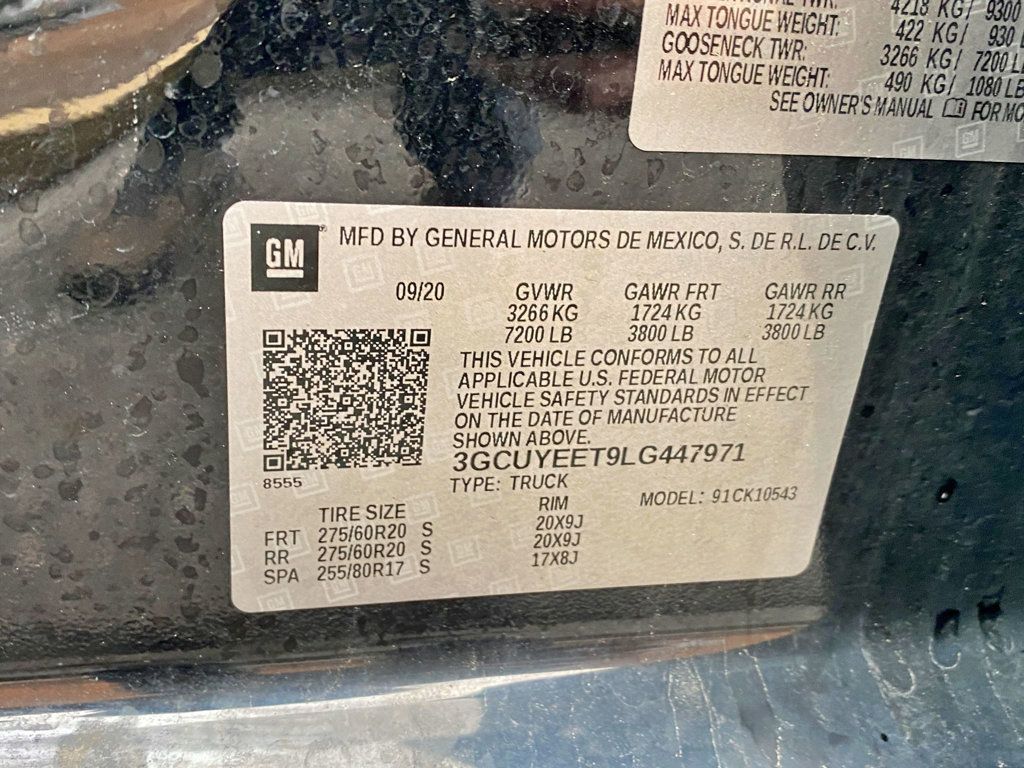 4218 KG/ 9300
MAX TONGUE WEIGHT: 422 KG/ 930 L
GOOSENECK TWR: 3266 KG/ 7200 LB
MAX TONGUE WEIGHT: 490 KG/ 1080 LB
SEE OWNER'S MANUAL FOR MO
GM MFD BY GENERAL MOTORS DE MEXICO, S. DE R.L. DE C.V.
09/20 GVWR GAWR FRT GAWR RR
3266 KG 1724 KG 1724 KG
7200 LB 3800 LB 3800 LB
THIS VEHICLE CONFORMS TO ALL
APPLICABLE U.S. FEDERAL MOTOR
VEHICLE SAFETY STANDARDS IN EFFECT
ON THE DATE OF MANUFACTURE
SHOWN ABOVE.
3GCUYEET9LG447971
8555
TYPE: TRUCK MODEL: 91CK10543
TIRE SIZE RIM
FRT 275/60R20 S 20X9J
RR 275/60R20 S 20X9J
SPA 255/80R17 S 17X8J